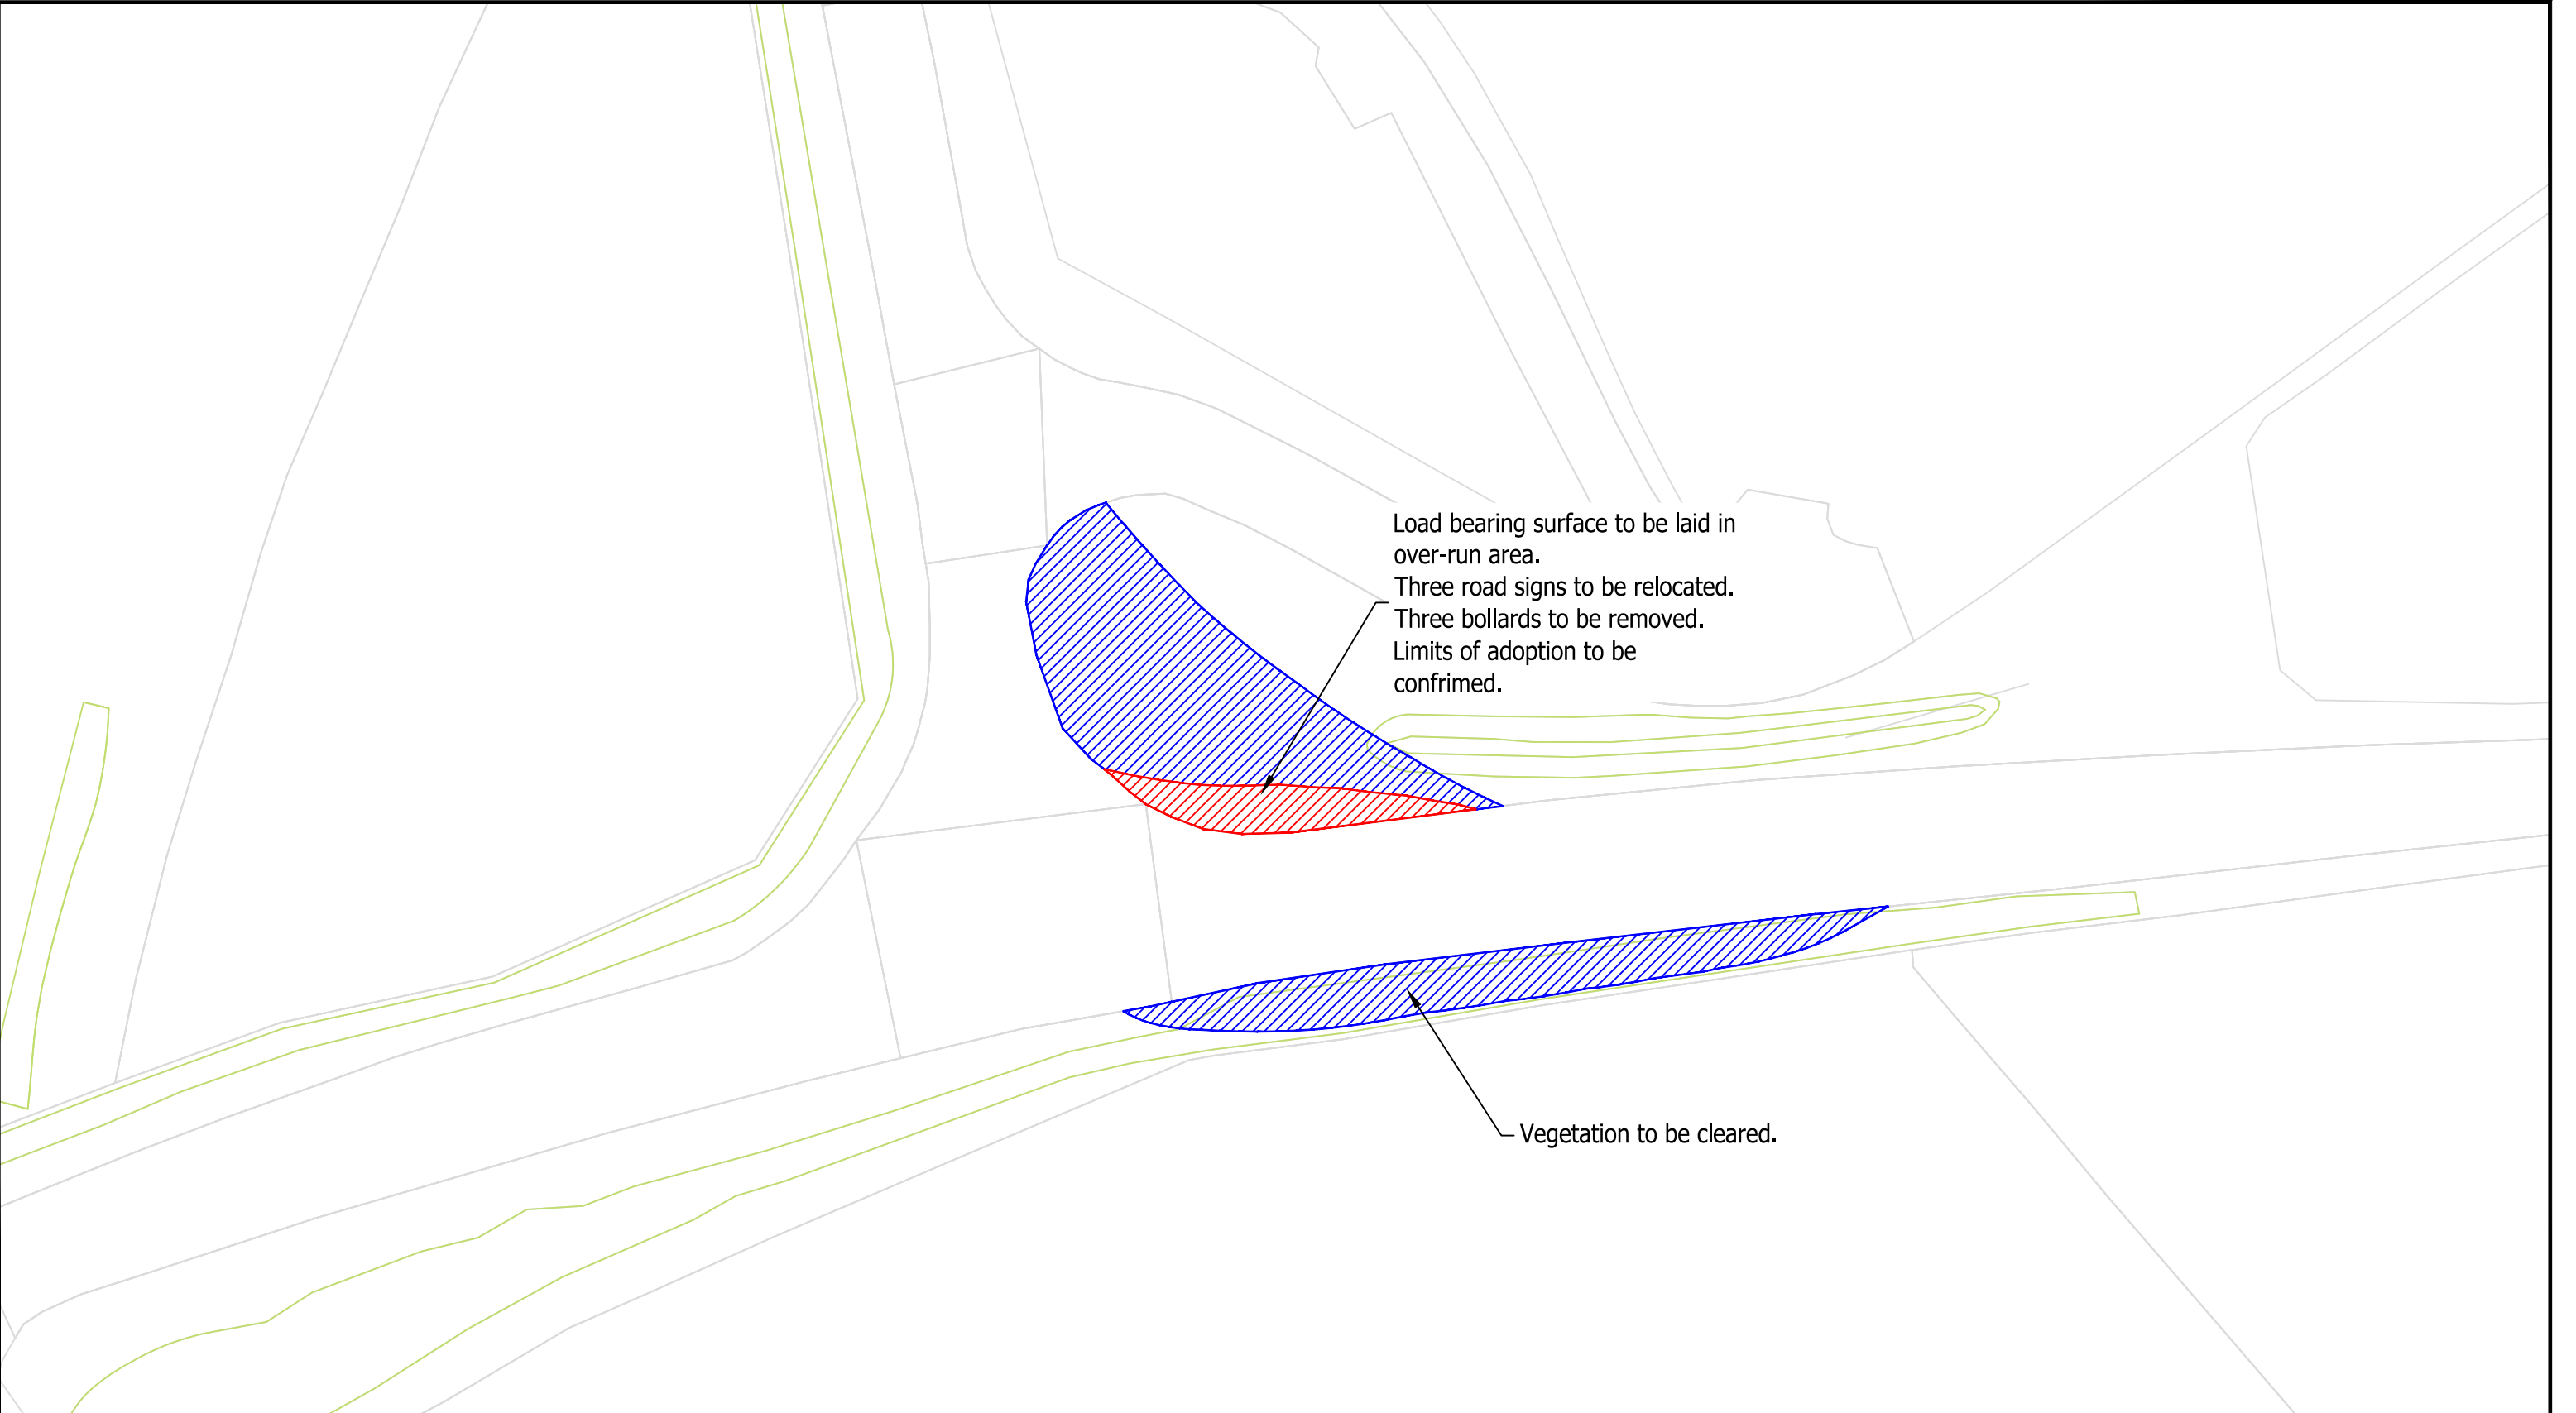 Load bearing surface to be laid in
over-run area.
Three road signs to be relocated.
Three bollards to be removed.
Limits of adoption to be
confrimed.
Vegetation to be cleared.